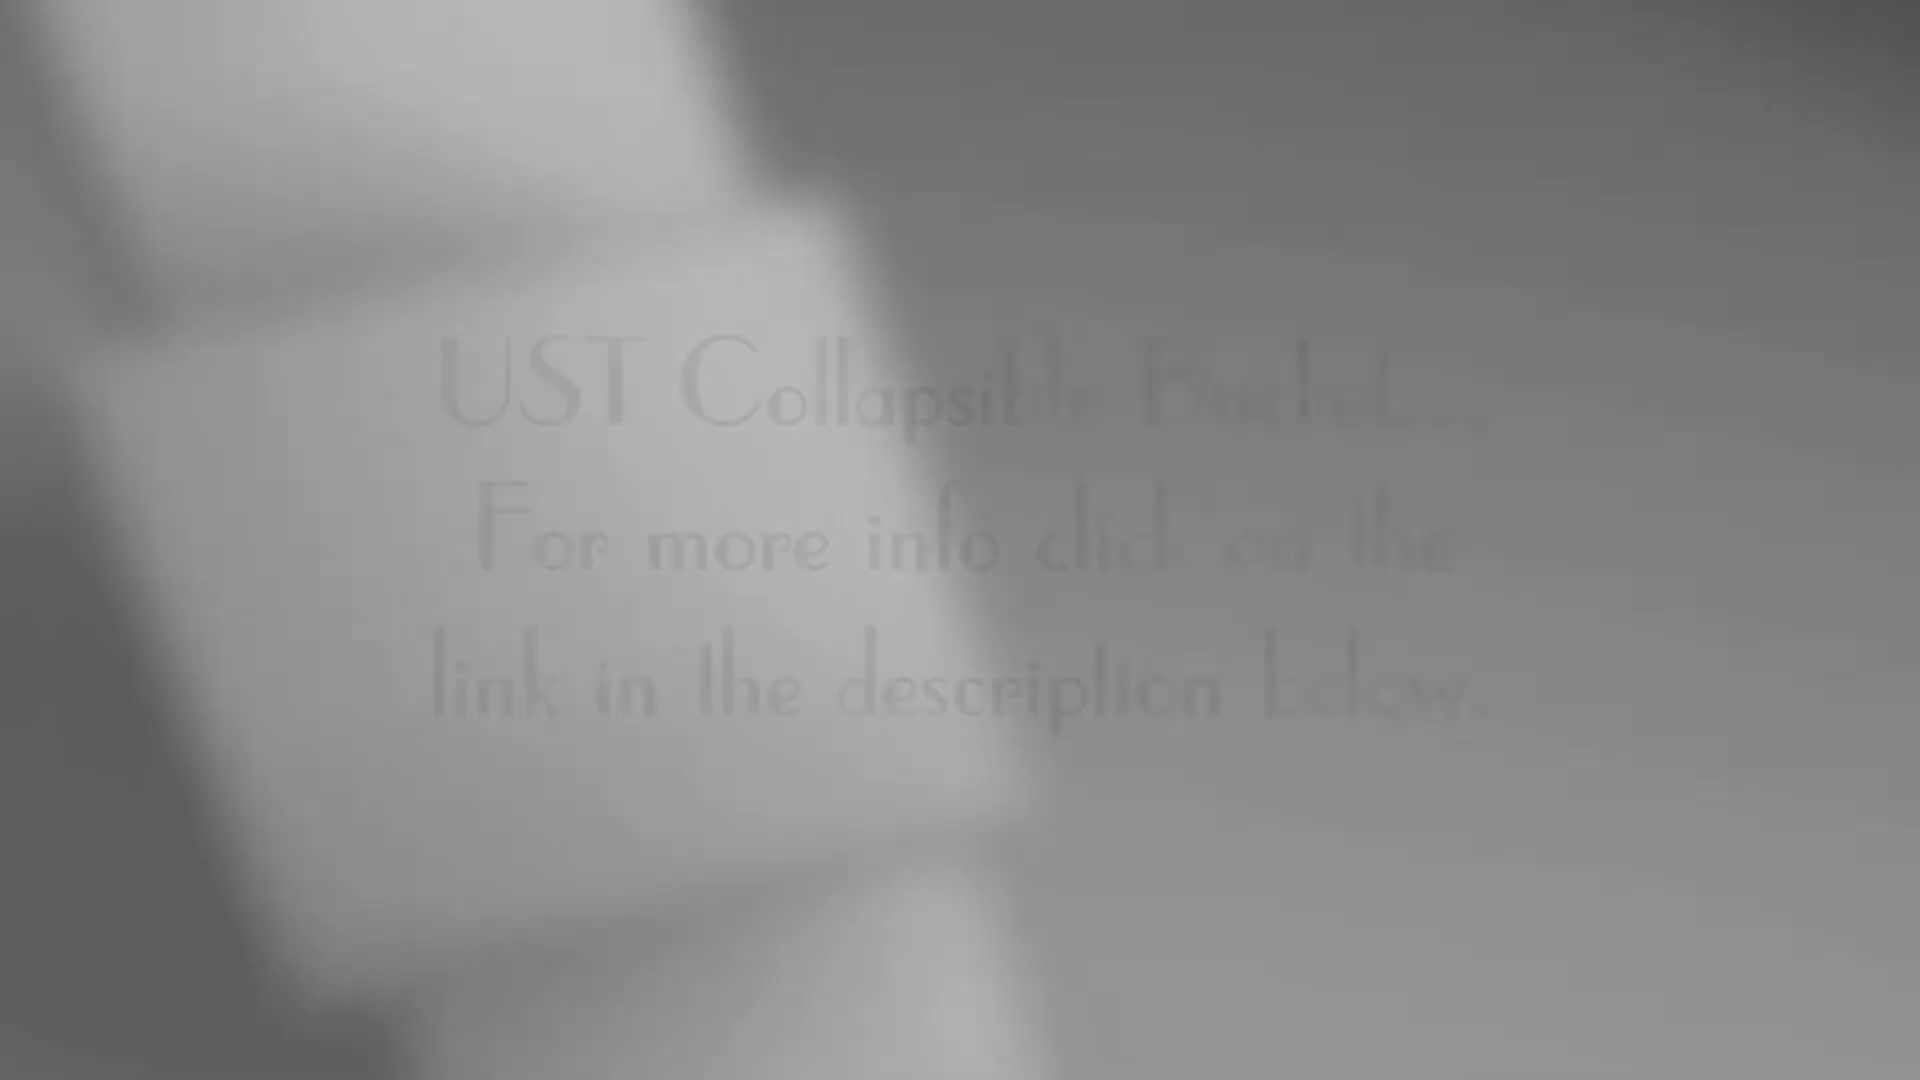 UST Collapsible
For more info click on the
link in the description below.